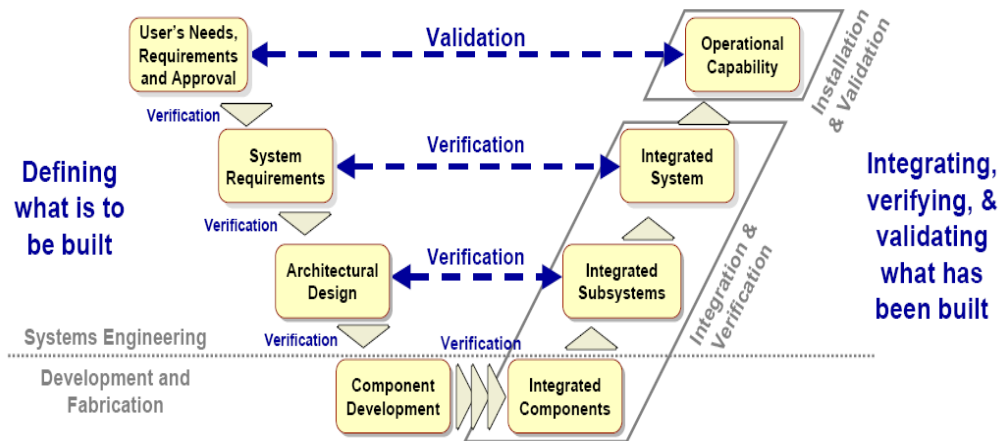 User's Needs,
Requirements
and Approval
Validation
Operational
Capability
Installation
& Validation
Verification
System
Requirements
Verification
Integrated
System
Defining
what is to
be built
Integrating,
verifying, &
validating
what has
been built
Verification
Architectural
Design
Verification
Integrated
Subsystems
Integration &
Verification
Systems Engineering
Verification
Verification
Development and
Fabrication
Component
Development
Integrated
Components